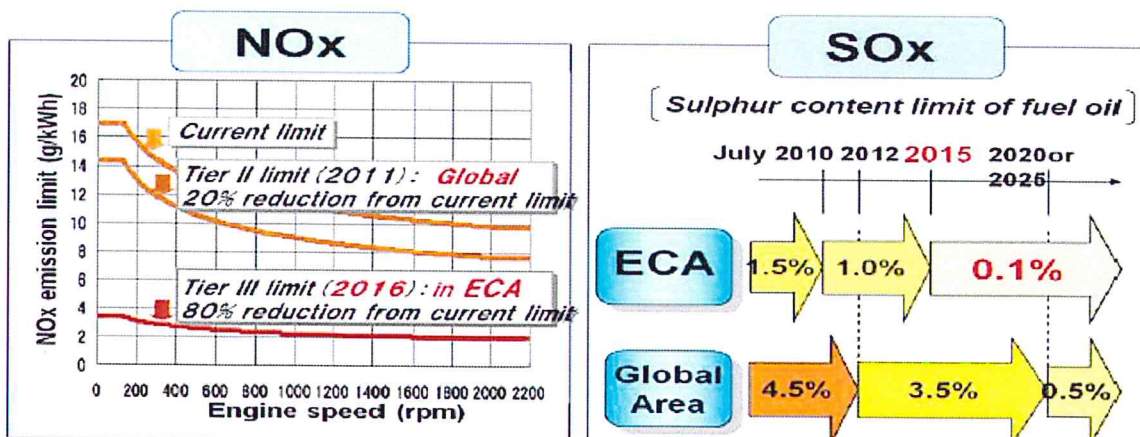 NOx
NOx emission limit (g/kWh)
20
18
16
14
12
10
8
6
4
2
0
Current limit
Tier II limit (2011): Global
20% reduction from current limit
Tier III limit (2016): in ECA
80% reduction from current limit
0 200 400 600 800 1000 1200 1400 1600 1800 2000 2200
Engine speed (rpm)
SOx
[Sulphur content limit of fuel oil]
July 2010 2012 2015 2020or
2025
ECA
1.5% 1.0% 0.1%
Global
Area
4.5% 3.5% 0.5%